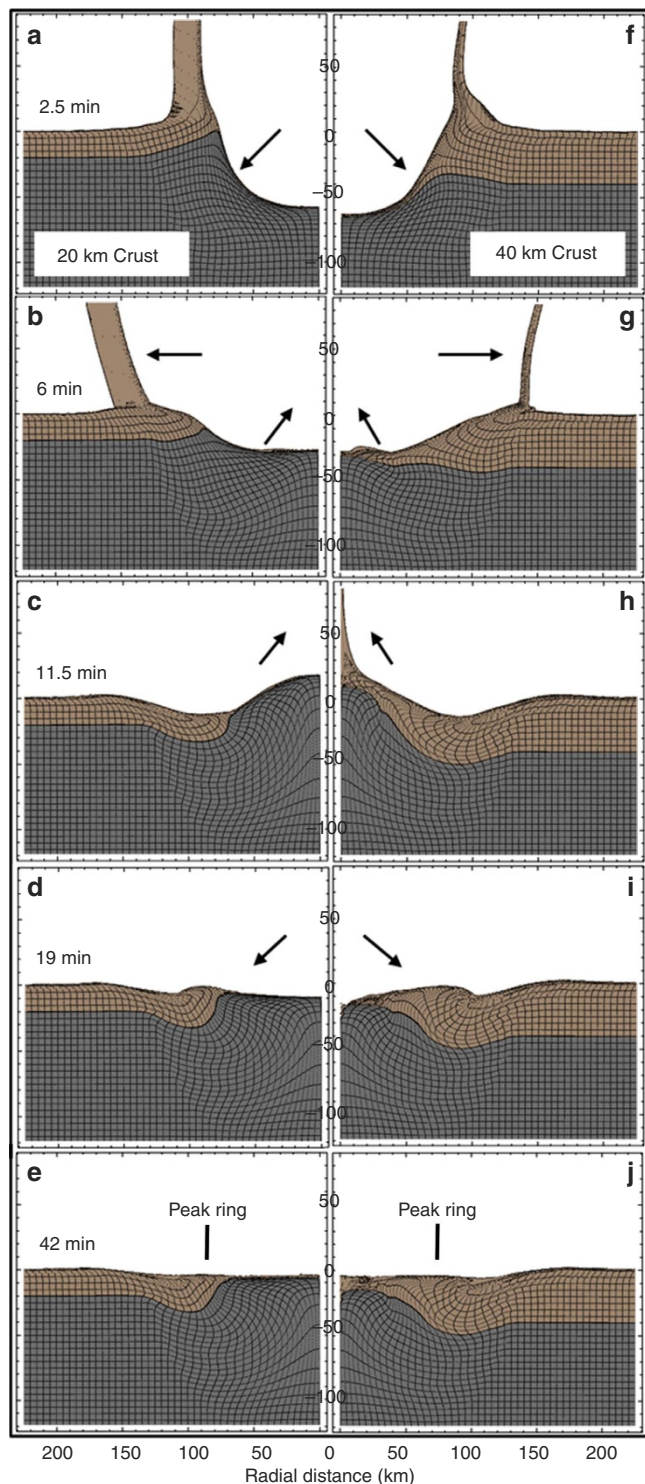 a
f
50
2.5 min
0
−50
20 km Crust
40 km Crust
−100
b
g
50
6 min
0
−50
−100
c
h
50
11.5 min
0
−50
−100
d
i
50
19 min
0
−50
−100
e
j
50
Peak ring
Peak ring
42 min
0
−50
−100
200 150 100 50 0 50 100 150 200
Radial distance (km)